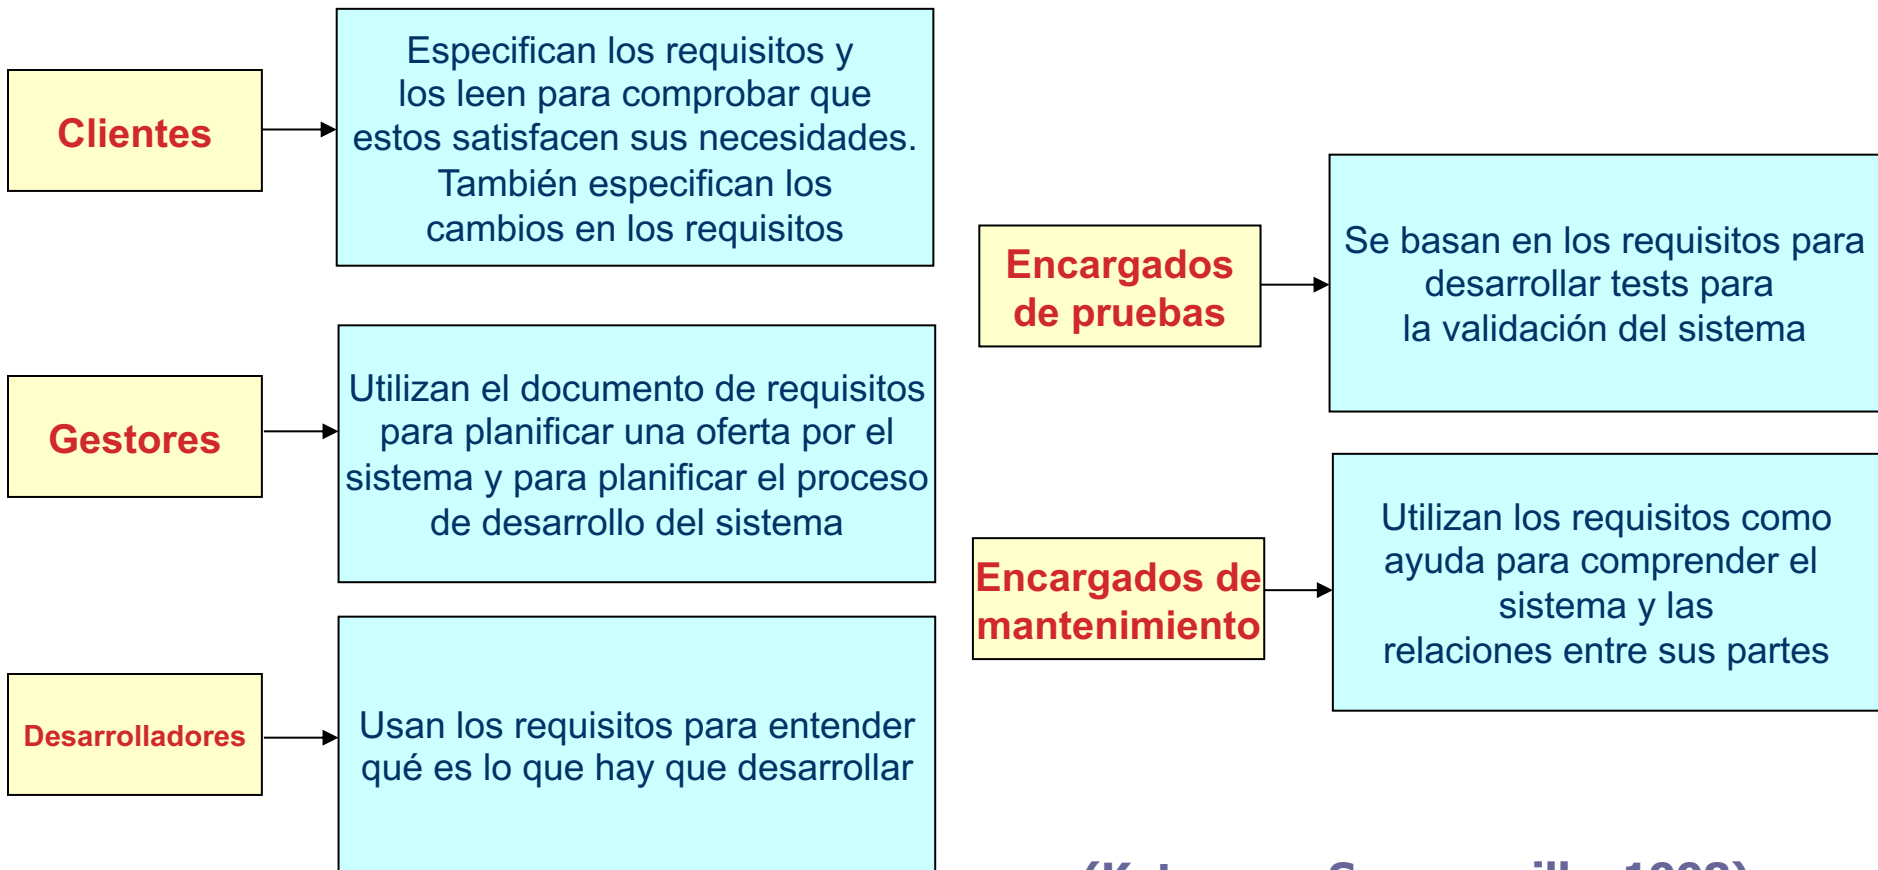 Clientes
Especifican los requisitos y
los leen para comprobar que
estos satisfacen sus necesidades.
También especifican los
cambios en los requisitos
Gestores
Utilizan el documento de requisitos
para planificar una oferta por el
sistema y para planificar el proceso
de desarrollo del sistema
Desarrolladores
Usan los requisitos para entender
qué es lo que hay que desarrollar
Encargados
de pruebas
Se basan en los requisitos para
desarrollar tests para
la validación del sistema
Encargados de
mantenimiento
Utilizan los requisitos como
ayuda para comprender el
sistema y las
relaciones entre sus partes